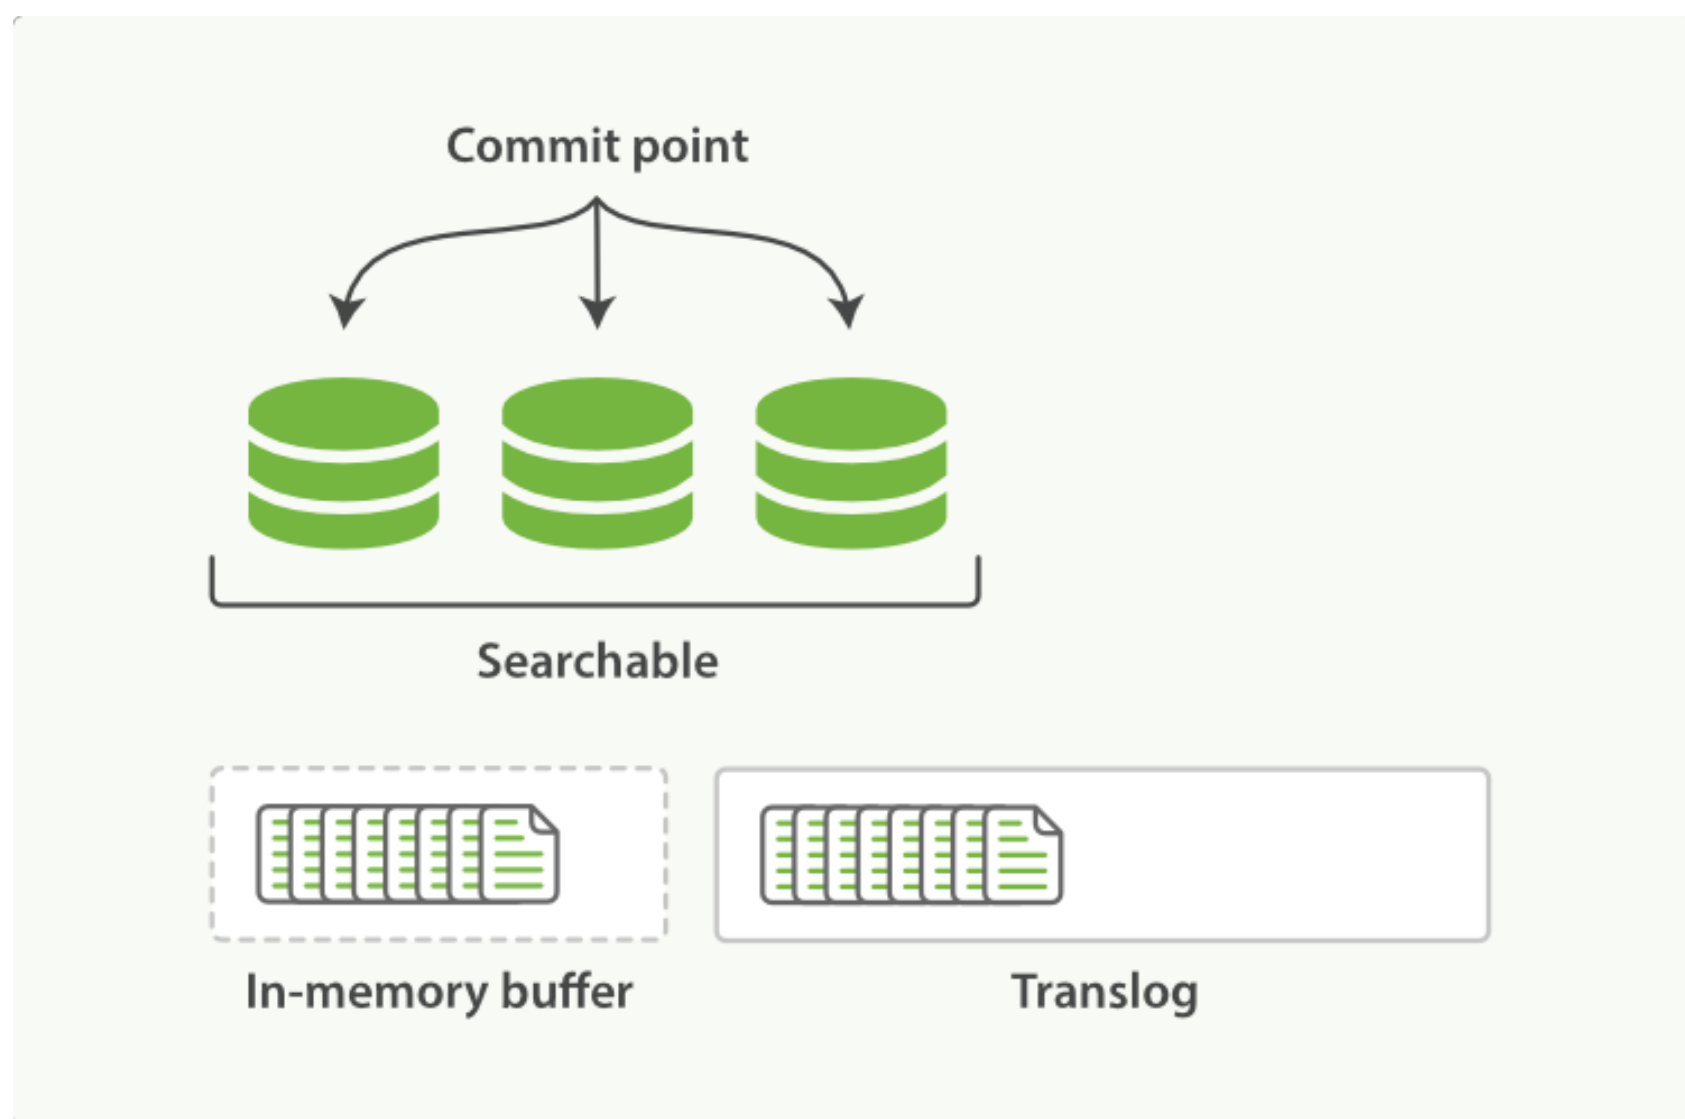 Commit point
Searchable
In-memory buffer
Translog